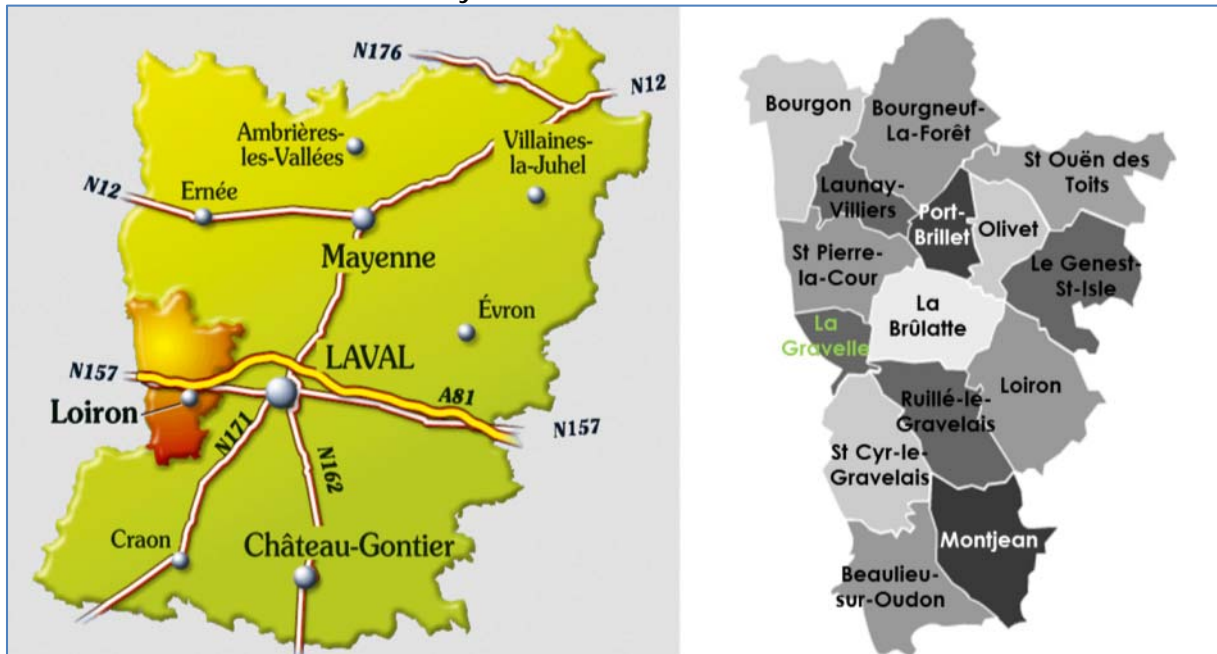 N176
N12
Ambrières-
les-Vallées
Villaines-
la-Juhel
N12
Ernée
Mayenne
Évron
LAVAL
N157
A81
Loiron
N171
N157
N162
Craon
Château-Gontier
Bourgon
Bourgneuf-
La-Forêt
St Ouën des
Toits
Launay-
Villiers
Port-
Brillet
Olivet
St Pierre-
la-Cour
Le Genest-
St-Isle
La
Brûlatte
La
Gravelle
Loiron
Ruillé-le-
Gravelais
St Cyr-le-
Gravelais
Montjean
Beaulieu-
sur-Oudon